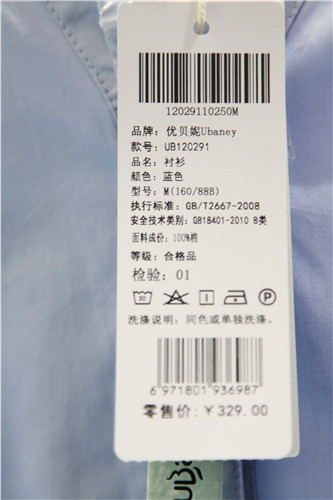 12029110250M
品牌：优贝妮Ubaney
款号：UB120291
品名：衬衫
颜色：蓝色
型号：M(160/88B)
执行标准：GB/T2667-2008
安全技术类别：GB18401-2010 B类
面料成份：100%棉
等级：合格品
检验：01
30
P
洗涤说明：同色或单独洗涤。
6 971801 936987
零售价：￥329.00